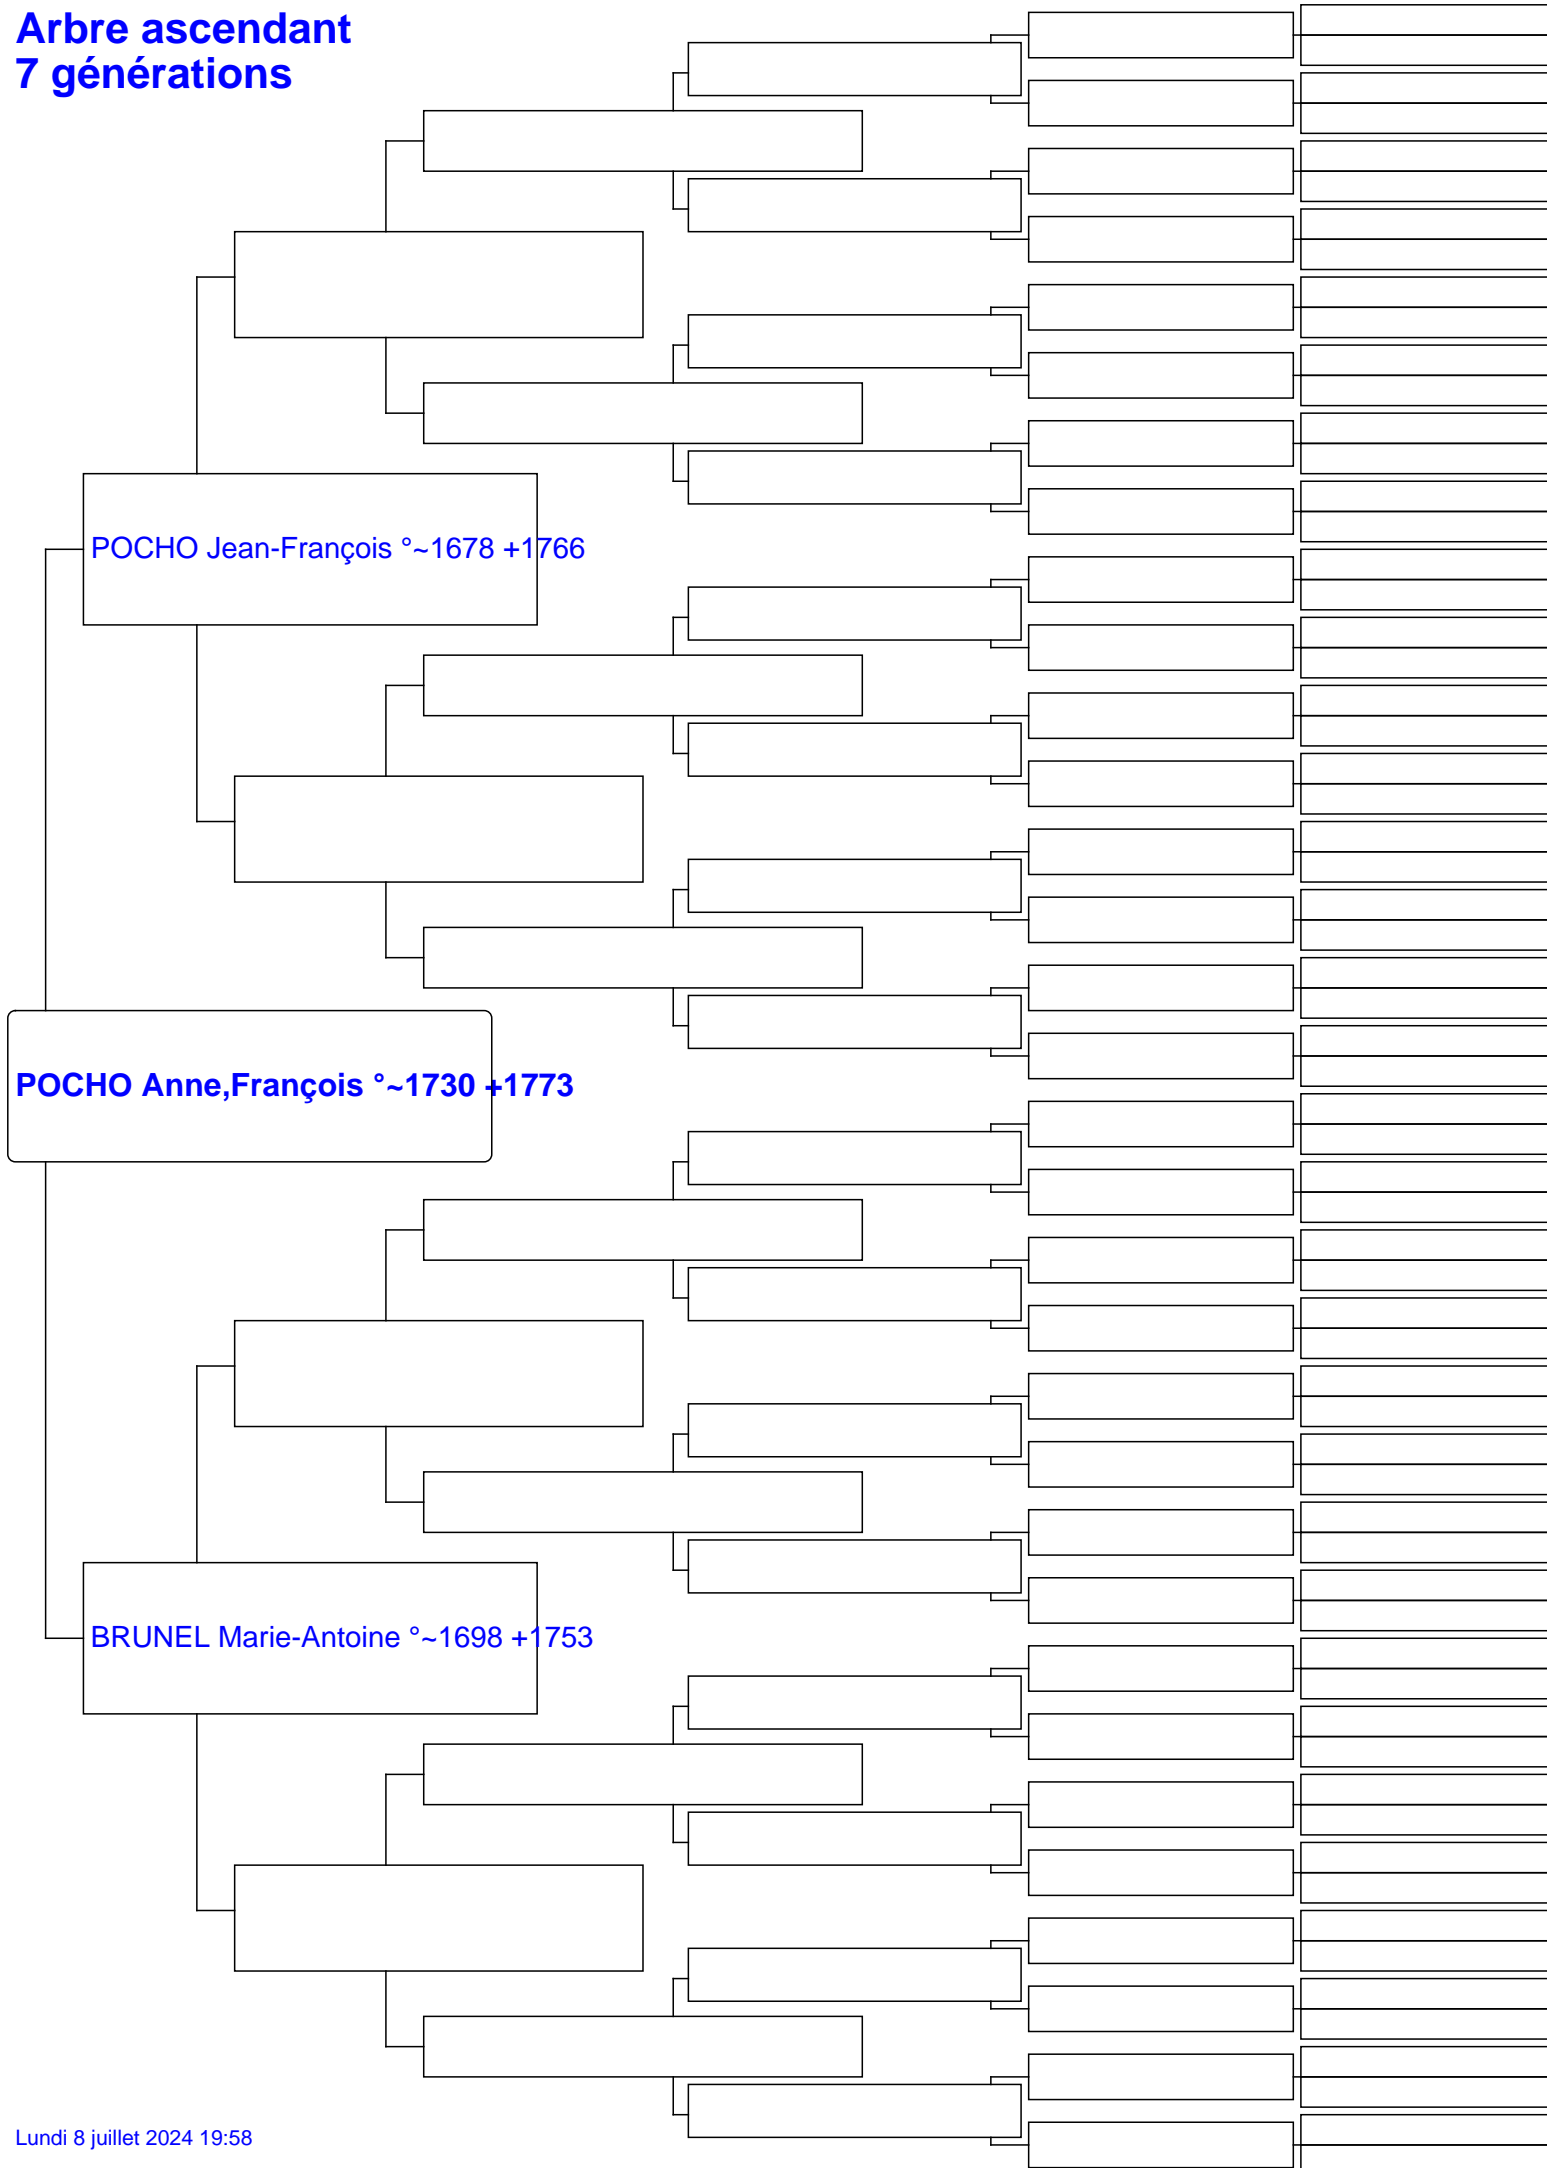 Arbre ascendant
7 générations
POCHO Jean-François °~1678 +1766
POCHO Anne,François °~1730 +1773
BRUNEL Marie-Antoine °~1698 +1753
Lundi 8 juillet 2024 19:58